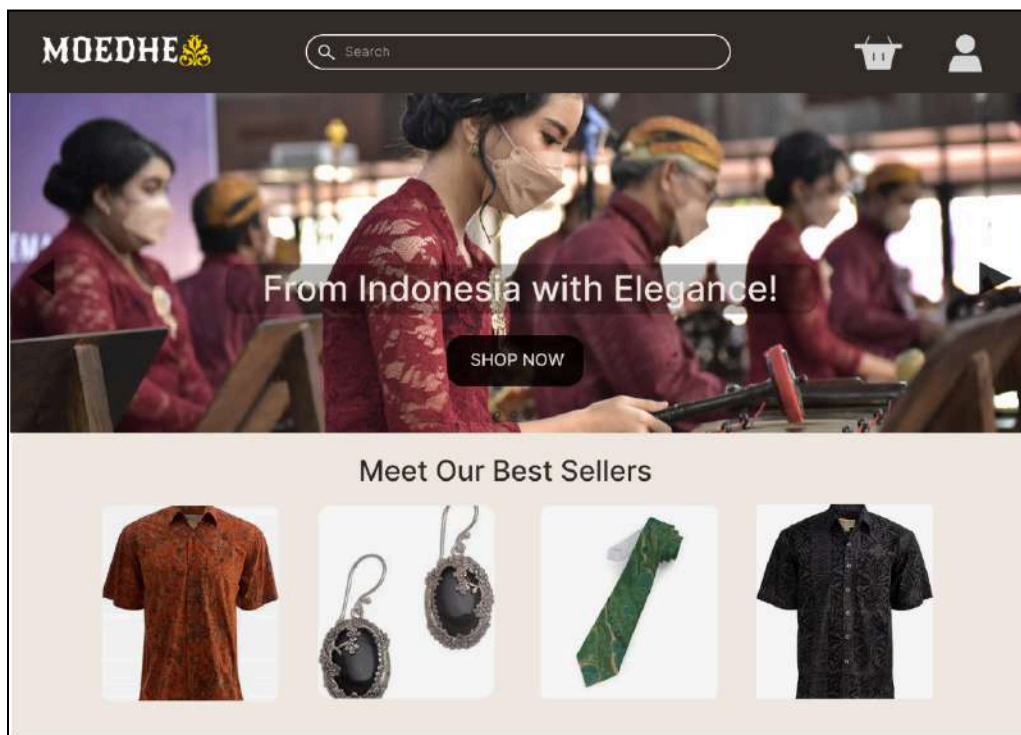 MOEDHE
Search
From Indonesia with Elegance!
SHOP NOW
Meet Our Best Sellers